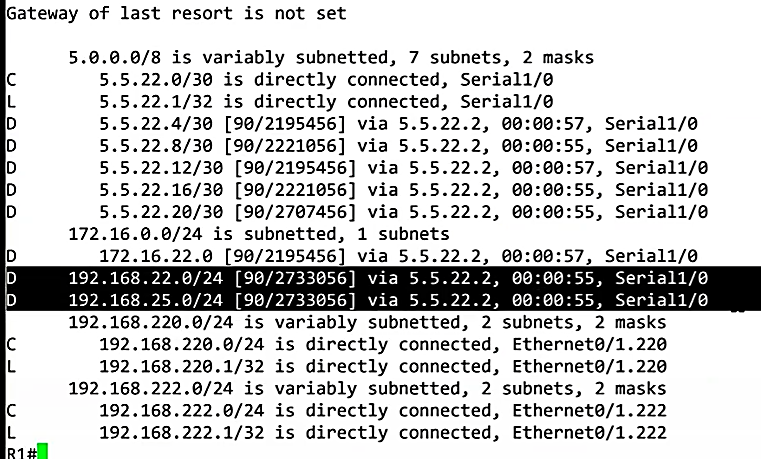 Gateway of last resort is not set
5.0.0.0/8 is variably subnetted, 7 subnets, 2 masks
C 5.5.22.0/30 is directly connected, Serial1/0
L 5.5.22.1/32 is directly connected, Serial1/0
D 5.5.22.4/30 [90/2195456] via 5.5.22.2, 00:00:57, Serial1/0
D 5.5.22.8/30 [90/2221056] via 5.5.22.2, 00:00:55, Serial1/0
D 5.5.22.12/30 [90/2195456] via 5.5.22.2, 00:00:57, Serial1/0
D 5.5.22.16/30 [90/2221056] via 5.5.22.2, 00:00:55, Serial1/0
D 5.5.22.20/30 [90/2707456] via 5.5.22.2, 00:00:55, Serial1/0
172.16.0.0/24 is subnetted, 1 subnets
D 172.16.22.0 [90/2195456] via 5.5.22.2, 00:00:57, Serial1/0
D 192.168.22.0/24 [90/2733056] via 5.5.22.2, 00:00:55, Serial1/0
D 192.168.25.0/24 [90/2733056] via 5.5.22.2, 00:00:55, Serial1/0
192.168.220.0/24 is variably subnetted, 2 subnets, 2 masks
C 192.168.220.0/24 is directly connected, Ethernet0/1.220
L 192.168.220.1/32 is directly connected, Ethernet0/1.220
192.168.222.0/24 is variably subnetted, 2 subnets, 2 masks
C 192.168.222.0/24 is directly connected, Ethernet0/1.222
L 192.168.222.1/32 is directly connected, Ethernet0/1.222
R1#